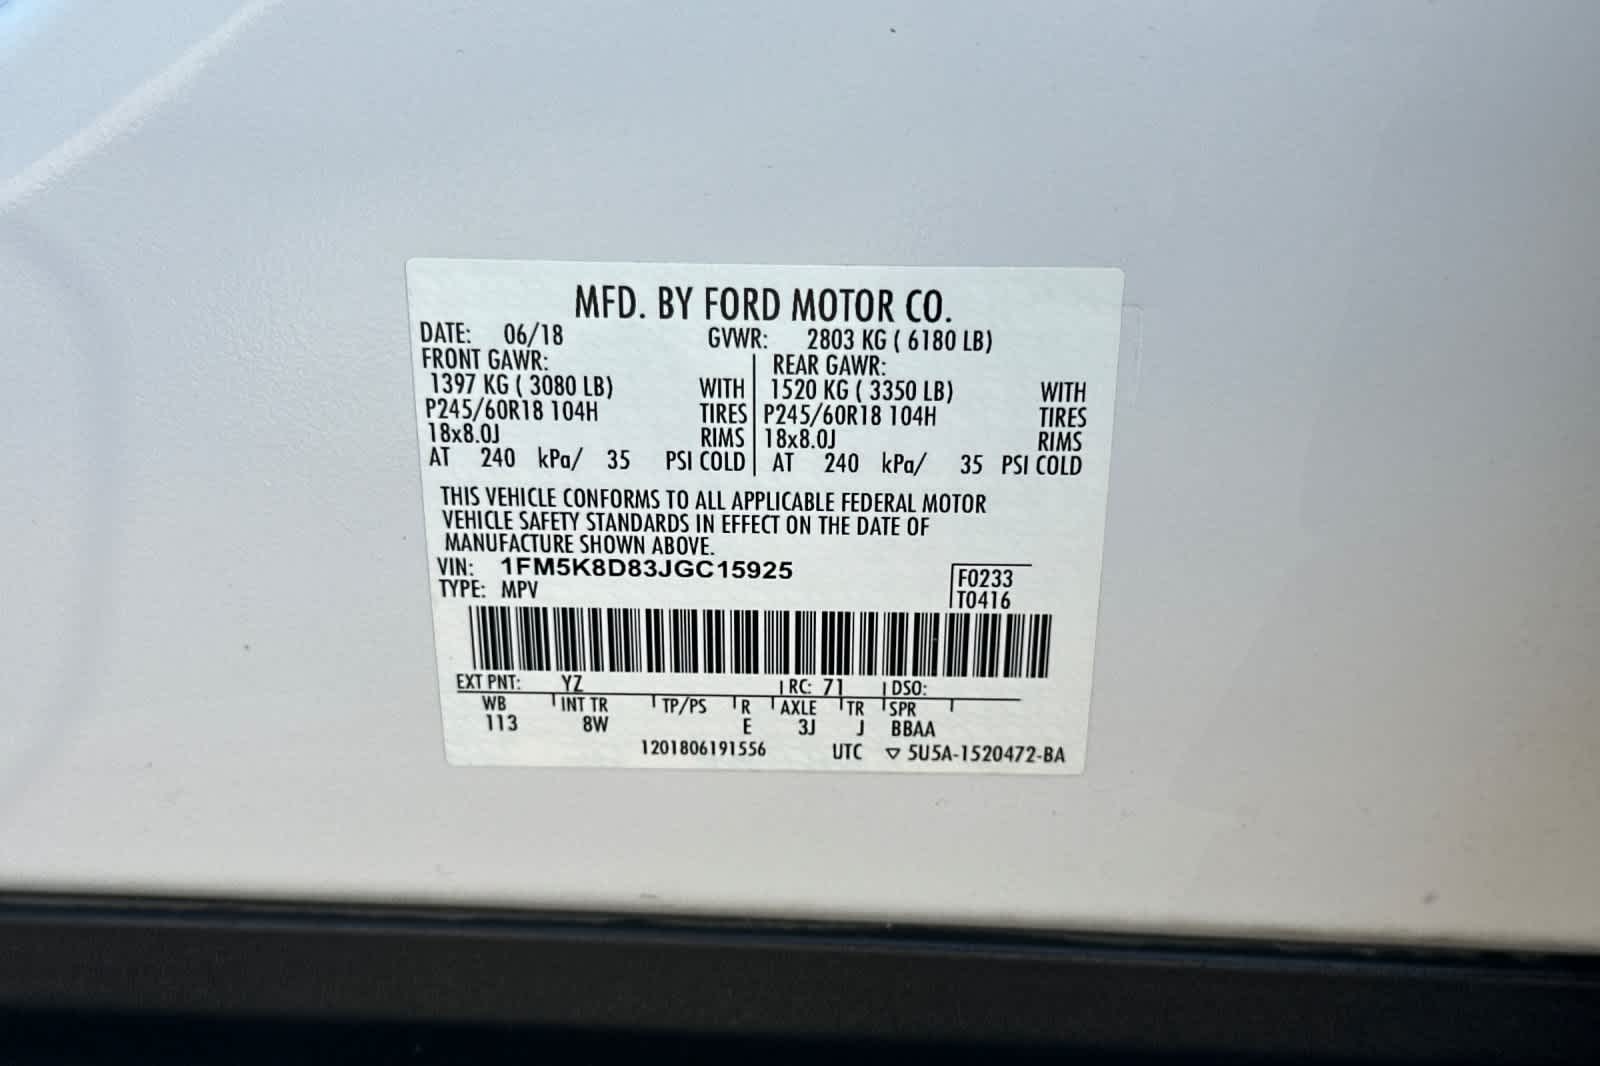 MFD. BY FORD MOTOR CO.
DATE: 06/18 GVWR: 2803 KG ( 6180 LB)
FRONT GAWR: REAR GAWR:
1397 KG ( 3080 LB) WITH 1520 KG ( 3350 LB) WITH
P245/60R18 104H TIRES P245/60R18 104H TIRES
18x8.0J RIMS 18x8.0J RIMS
AT 240 kPa/ 35 PSI COLD AT 240 kPa/ 35 PSI COLD
THIS VEHICLE CONFORMS TO ALL APPLICABLE FEDERAL MOTOR
VEHICLE SAFETY STANDARDS IN EFFECT ON THE DATE OF
MANUFACTURE SHOWN ABOVE.
VIN: 1FM5K8D83JGC15925 F0233
TYPE: MPV T0416
EXT PNT: YZ RC: 71 DSO:
WB INT TR TP/PS R AXLE TR SPR
113 8W E 3J J BBAA
1201806191556 UTC ▽ 5U5A-1520472-BA